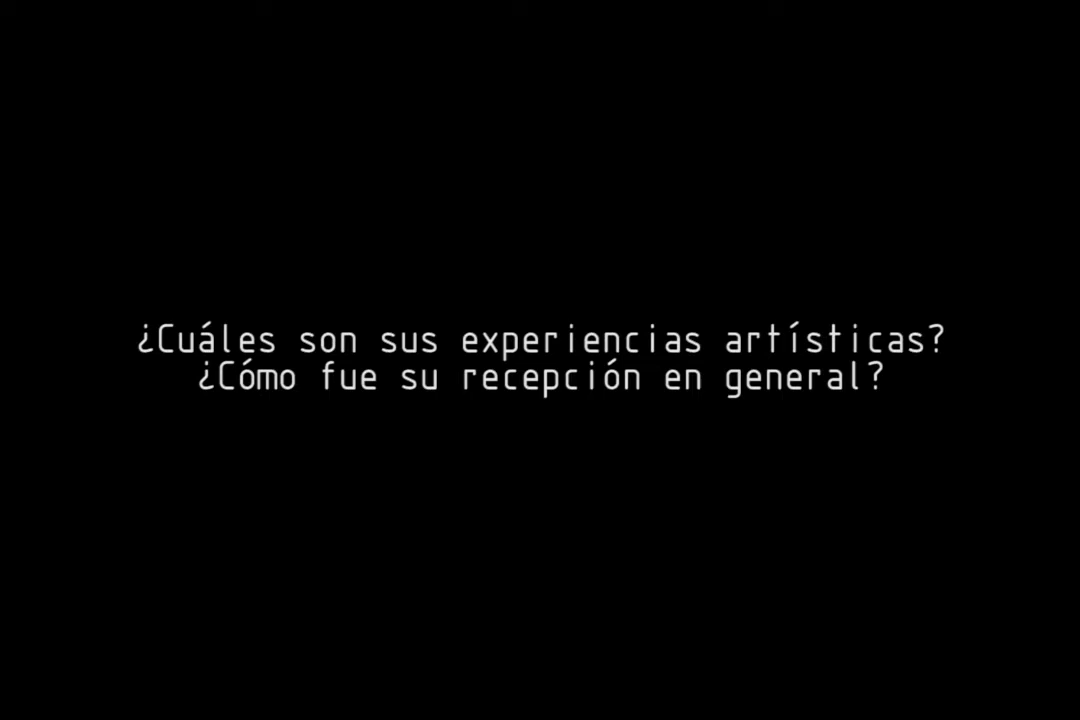 ¿Cuáles son sus experiencias artísticas?
¿Cómo fue su recepción en general?